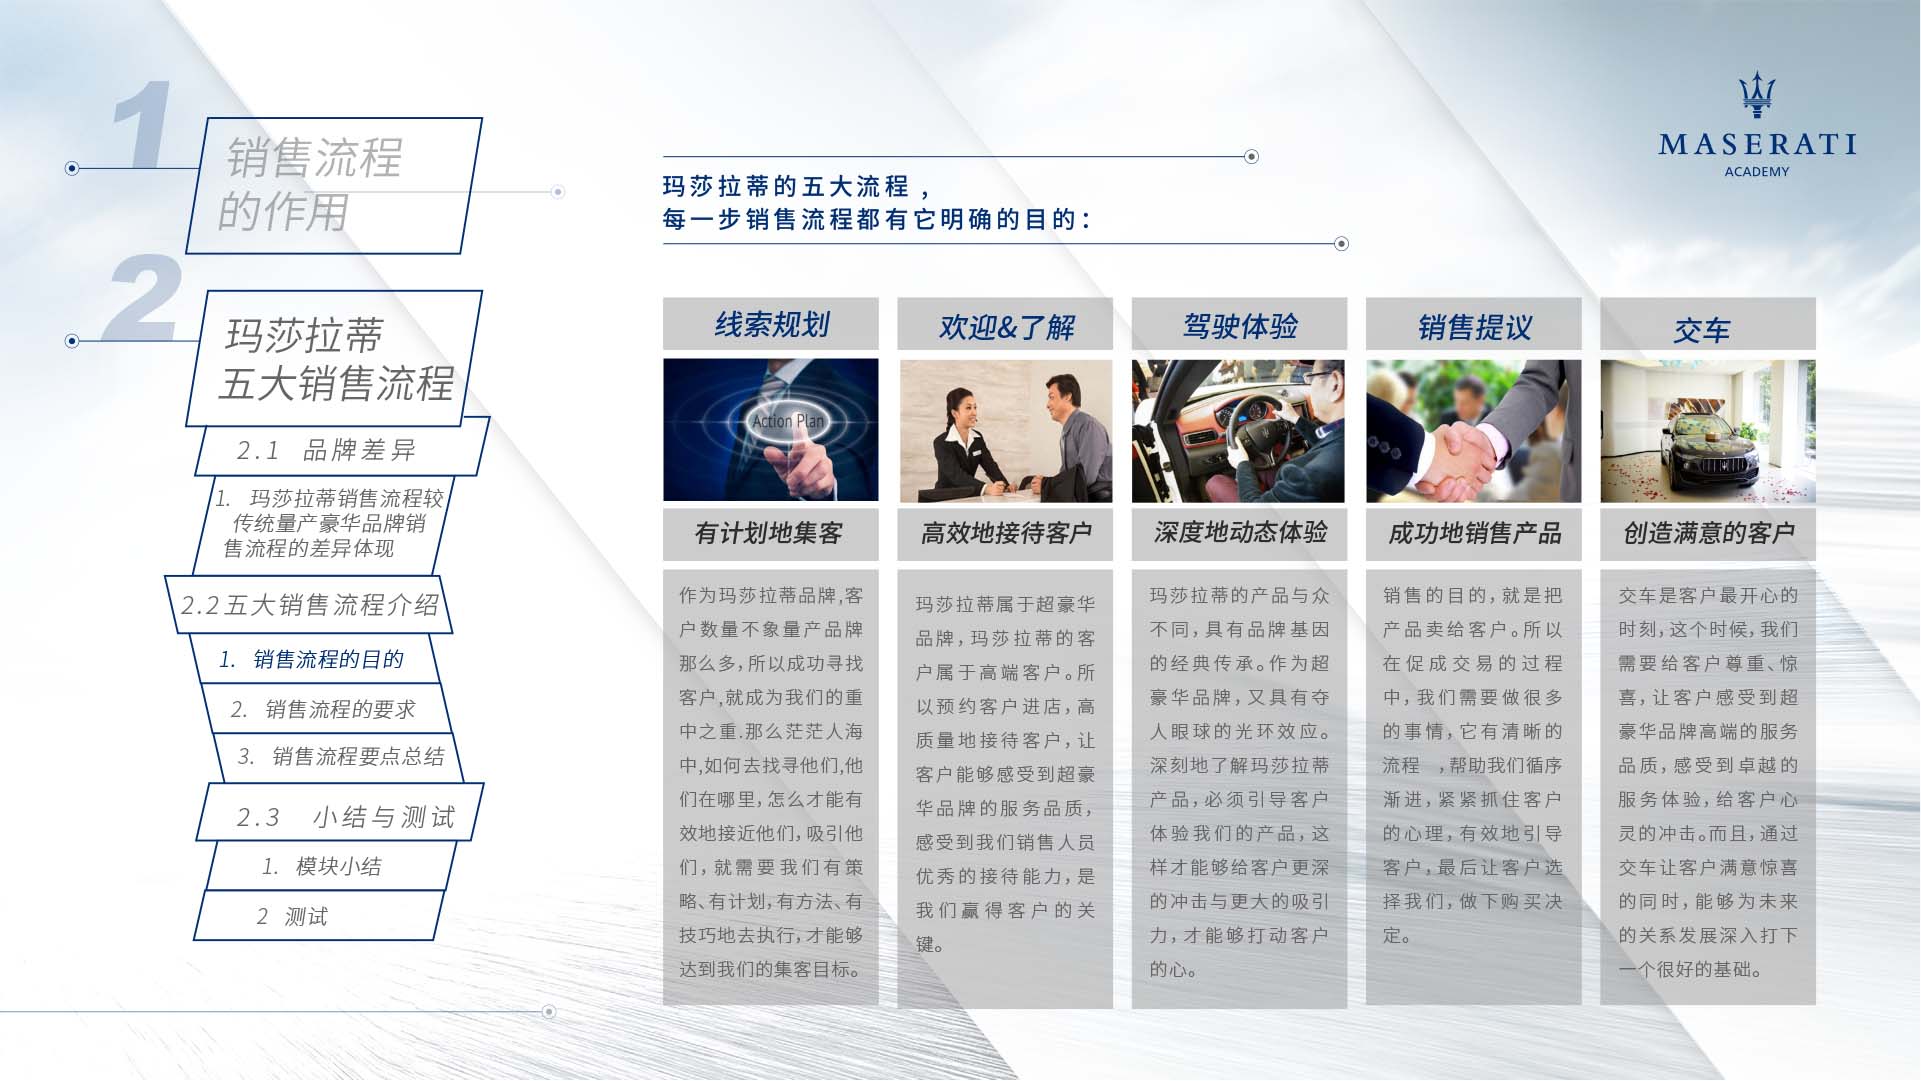 1
销售流程
的作用
2
玛莎拉蒂
五大销售流程
2.1 品牌差异
1. 玛莎拉蒂销售流程较
传统量产豪华品牌销
售流程的差异体现
2.2五大销售流程介绍
1. 销售流程的目的
2. 销售流程的要求
3. 销售流程要点总结
2.3 小结与测试
1. 模块小结
2 测试
MASERATI
ACADEMY
玛莎拉蒂的五大流程，
每一步销售流程都有它明确的目的：
线索规划
Action Plan
有计划地集客
作为玛莎拉蒂品牌,客
户数量不象量产品牌
那么多，所以成功寻找
客户,就成为我们的重
中之重.那么茫茫人海
中,如何去找寻他们,他
们在哪里，怎么才能有
效地接近他们，吸引他
们，就需要我们有策
略、有计划，有方法、有
技巧地去执行，才能够
达到我们的集客目标。
欢迎&了解
高效地接待客户
玛莎拉蒂属于超豪华
品牌，玛莎拉蒂的客
户属于高端客户。所
以预约客户进店，高
质量地接待客户，让
客户能够感受到超豪
华品牌的服务品质，
感受到我们销售人员
优秀的接待能力，是
我们赢得客户的关
键。
驾驶体验
深度地动态体验
玛莎拉蒂的产品与众
不同，具有品牌基因
的经典传承。作为超
豪华品牌，又具有夺
人眼球的光环效应。
深刻地了解玛莎拉蒂
产品，必须引导客户
体验我们的产品，这
样才能够给客户更深
的冲击与更大的吸引
力，才能够打动客户
的心。
销售提议
成功地销售产品
销售的目的，就是把
产品卖给客户。所以
在促成交易的过程
中，我们需要做很多
的事情，它有清晰的
流程 ，帮助我们循序
渐进，紧紧抓住客户
的心理，有效地引导
客户，最后让客户选
择我们，做下购买决
定。
交车
创造满意的客户
交车是客户最开心的
时刻，这个时候，我们
需要给客户尊重、惊
喜，让客户感受到超
豪华品牌高端的服务
品质，感受到卓越的
服务体验，给客户心
灵的冲击。而且，通过
交车让客户满意惊喜
的同时，能够为未来
的关系发展深入打下
一个很好的基础。